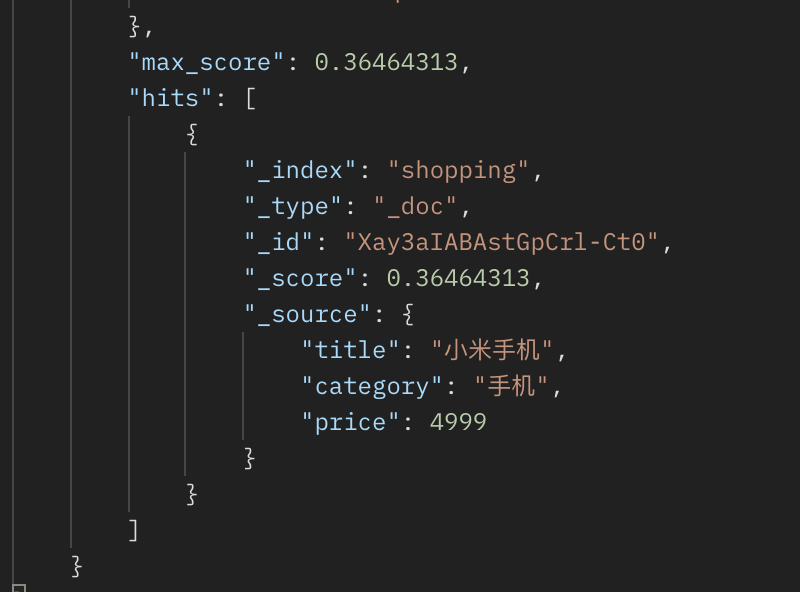 },
"max_score": 0.36464313,
"hits": [
{
"_index": "shopping",
"_type": "_doc",
"_id": "Xay3aIABAstGpCrl-Ct0",
"_score": 0.36464313,
"_source": {
"title": "小米手机",
"category": "手机",
"price": 4999
}
}
]
}